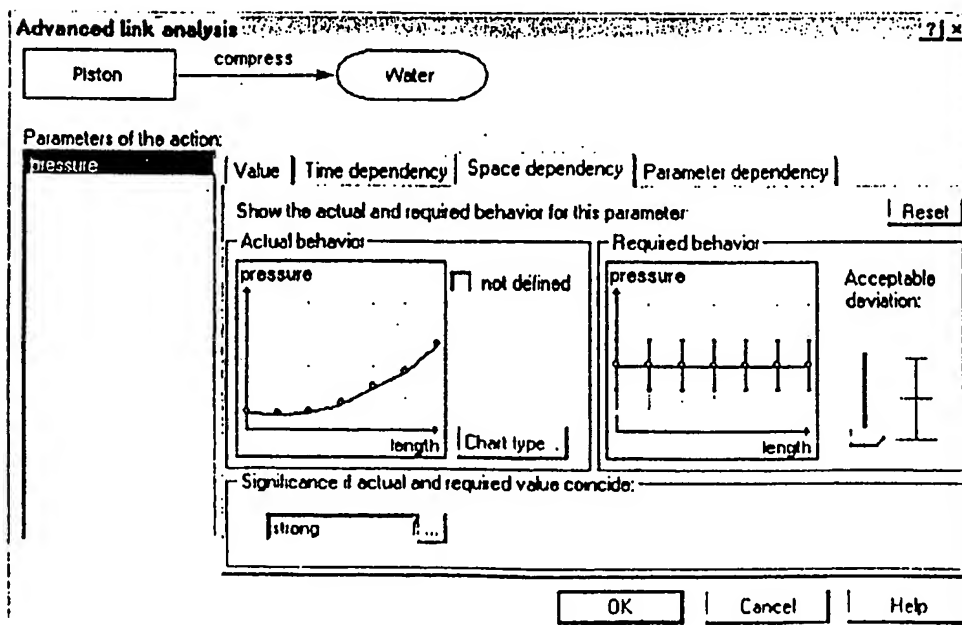 Advanced link analysis ? ×
Piston
compress
Water
Parameters of the action:
pressure
Value
Time dependency
Space dependency
Parameter dependency
Show the actual and required behavior for this parameter
Reset
Actual behavior
pressure
length
not defined
Chart type .
Required behavior
pressure
length
Acceptable
deviation:
Significance if actual and required value coincide:
strong
...
OK
Cancel
Help